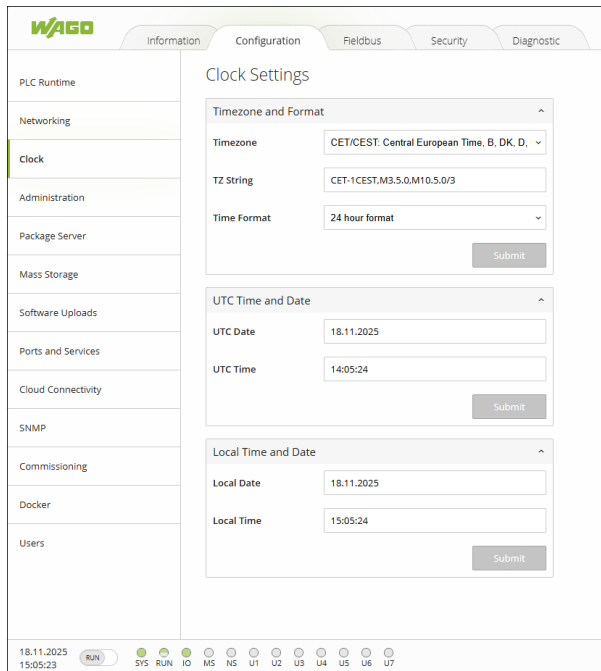 WAGO
Information Configuration Fieldbus Security Diagnostic
PLC Runtime
Networking
Clock
Administration
Package Server
Mass Storage
Software Uploads
Ports and Services
Cloud Connectivity
SNMP
Commissioning
Docker
Users
Clock Settings
Timezone and Format
Timezone CET/CEST: Central European Time, B, DK, D,
TZ String CET-1CEST,M3.5.0,M10.5.0/3
Time Format 24 hour format
Submit
UTC Time and Date
UTC Date 18.11.2025
UTC Time 14:05:24
Submit
Local Time and Date
Local Date 18.11.2025
Local Time 15:05:24
Submit
18.11.2025
15:05:23
RUN
SYS RUN IO MS NS U1 U2 U3 U4 U5 U6 U7